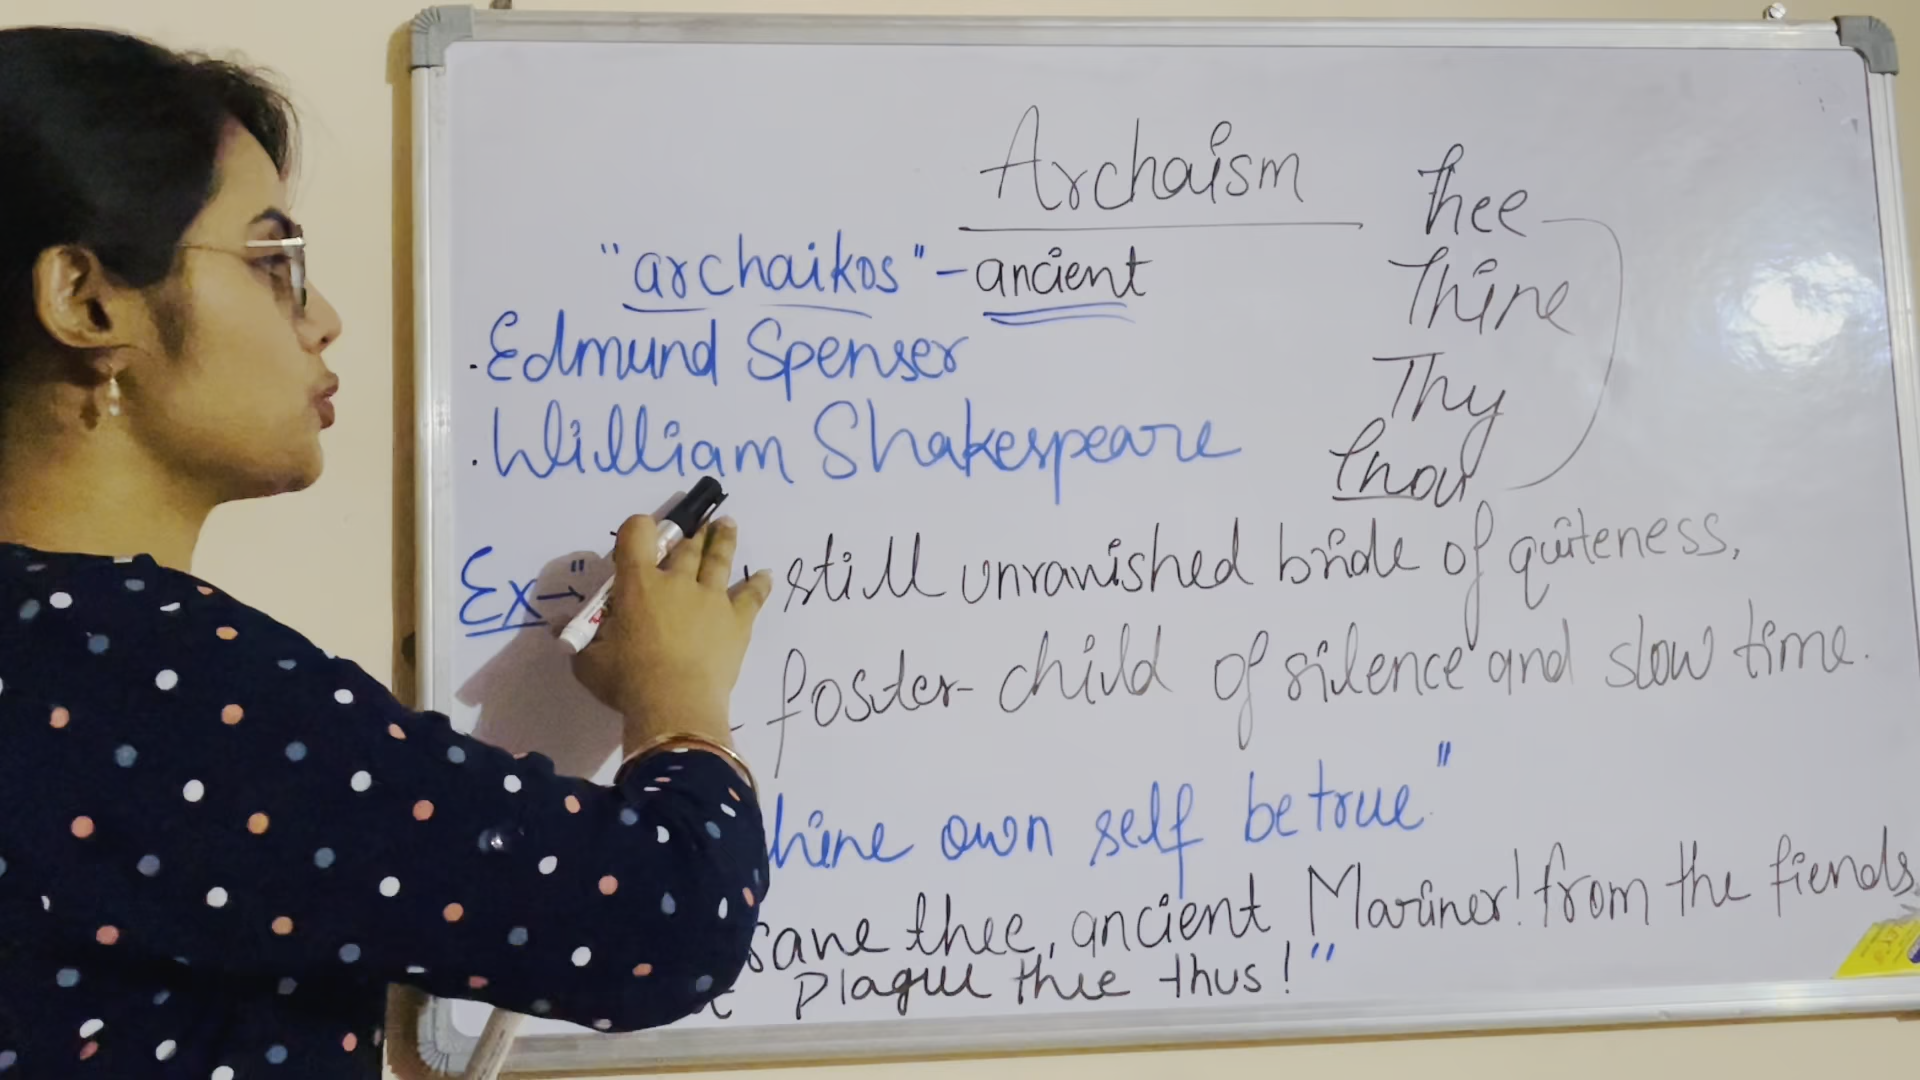 Archaism
"archaikos" - ancient
. Edmund Spenser
. William Shakespeare
Thee
Thine
Thy
Thou
Ex→" still unravished bride of quiteness,
foster-child of silence and slow time.
hine own self be true"
save thee, ancient Mariner! from the fiends,
plague thee thus!"